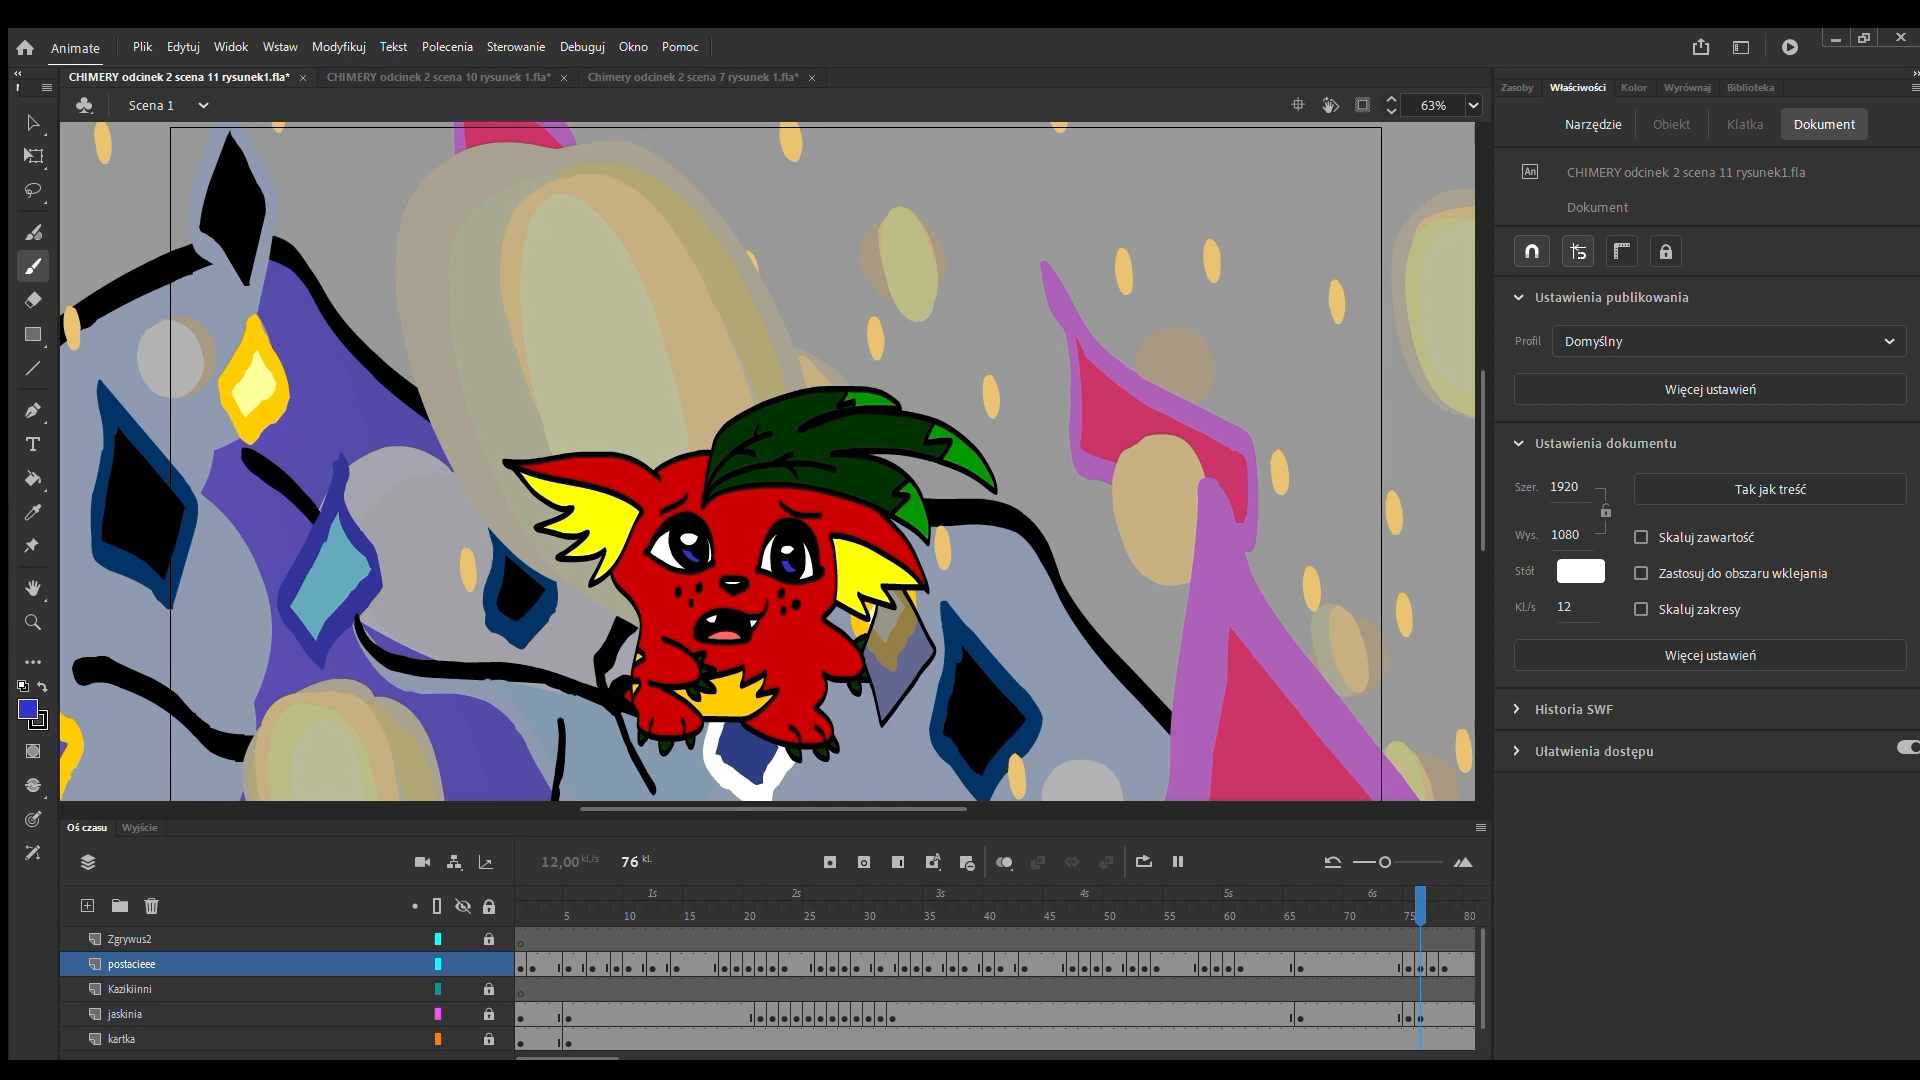 Animate
Plik Edytuj Widok Wstaw Modyfikuj Tekst Polecenia Sterowanie Debuguj Okno Pomoc
CHIMERY odcinek 2 scena 11 rysunek1.fla*
CHIMERY odcinek 2 scena 10 rysunek 1.fla*
Chimery odcinek 2 scena 7 rysunek 1.fla*
Scena 1
63%
Zasoby Właściwości Kolor Wyrównaj Biblioteka
Narzędzie Obiekt Klatka Dokument
An CHIMERY odcinek 2 scena 11 rysunek1.fla
Dokument
Ustawienia publikowania
Profil Domyślny
Więcej ustawień
Ustawienia dokumentu
Szer. 1920 Tak jak treść
Wys. 1080 Skaluj zawartość
Stół Zastosuj do obszaru wklejania
Kl./s 12 Skaluj zakresy
Więcej ustawień
Historia SWF
Ułatwienia dostępu
Oś czasu Wyjście
12,00 kl./s 76 kl.
1s 2s 3s 4s 5s 6s
5 10 15 20 25 30 35 40 45 50 55 60 65 70 75 80
Zgrywus2
postacieee
Kazikiinni
jaskinia
kartka